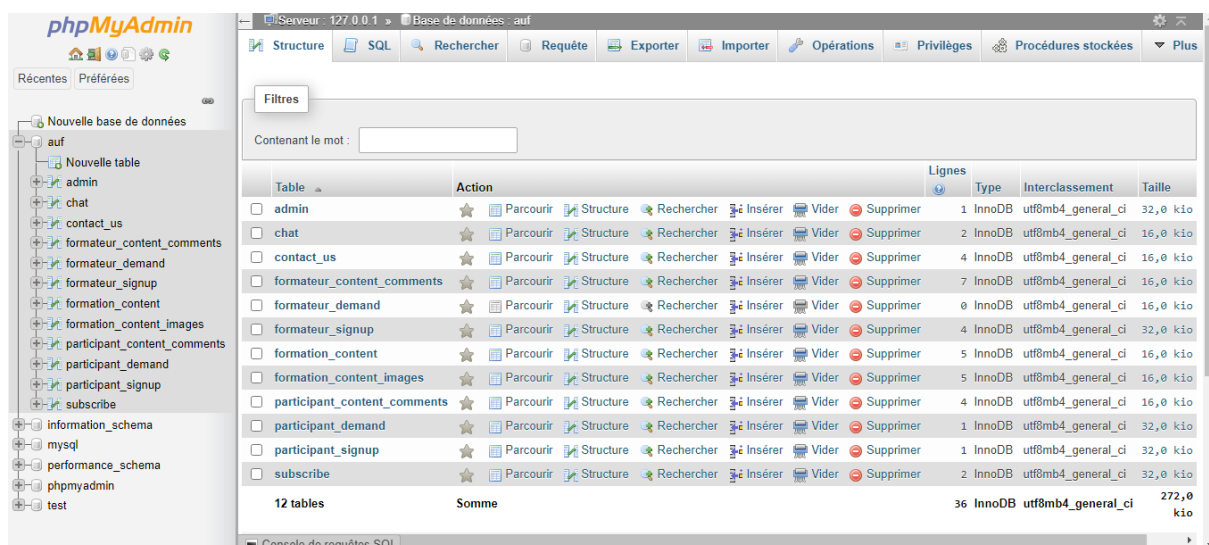 phpMyAdmin
Récentes Préférées
Nouvelle base de données
auf
Nouvelle table
admin
chat
contact_us
formateur_content_comments
formateur_demand
formateur_signup
formation_content
formation_content_images
participant_content_comments
participant_demand
participant_signup
subscribe
information_schema
mysql
performance_schema
phpmyadmin
test
Serveur : 127.0.0.1 » Base de données : auf
Structure SQL Rechercher Requête Exporter Importer Opérations Privilèges Procédures stockées Plus
Filtres
Contenant le mot :
Table Action Lignes Type Interclassement Taille
admin Parcourir Structure Rechercher Insérer Vider Supprimer 1 InnoDB utf8mb4_general_ci 32,0 kio
chat Parcourir Structure Rechercher Insérer Vider Supprimer 2 InnoDB utf8mb4_general_ci 16,0 kio
contact_us Parcourir Structure Rechercher Insérer Vider Supprimer 4 InnoDB utf8mb4_general_ci 16,0 kio
formateur_content_comments Parcourir Structure Rechercher Insérer Vider Supprimer 7 InnoDB utf8mb4_general_ci 16,0 kio
formateur_demand Parcourir Structure Rechercher Insérer Vider Supprimer 0 InnoDB utf8mb4_general_ci 16,0 kio
formateur_signup Parcourir Structure Rechercher Insérer Vider Supprimer 4 InnoDB utf8mb4_general_ci 32,0 kio
formation_content Parcourir Structure Rechercher Insérer Vider Supprimer 5 InnoDB utf8mb4_general_ci 16,0 kio
formation_content_images Parcourir Structure Rechercher Insérer Vider Supprimer 5 InnoDB utf8mb4_general_ci 16,0 kio
participant_content_comments Parcourir Structure Rechercher Insérer Vider Supprimer 4 InnoDB utf8mb4_general_ci 16,0 kio
participant_demand Parcourir Structure Rechercher Insérer Vider Supprimer 1 InnoDB utf8mb4_general_ci 32,0 kio
participant_signup Parcourir Structure Rechercher Insérer Vider Supprimer 1 InnoDB utf8mb4_general_ci 32,0 kio
subscribe Parcourir Structure Rechercher Insérer Vider Supprimer 2 InnoDB utf8mb4_general_ci 32,0 kio
12 tables Somme 36 InnoDB utf8mb4_general_ci 272,0 kio
Console de requêtes SQL